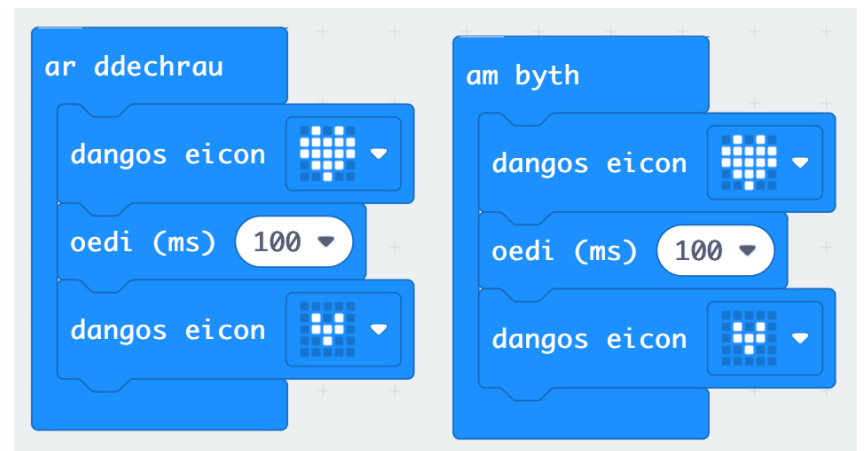 ar ddechrau
dangos eicon
oedi (ms) 100
dangos eicon
am byth
dangos eicon
oedi (ms) 100
dangos eicon